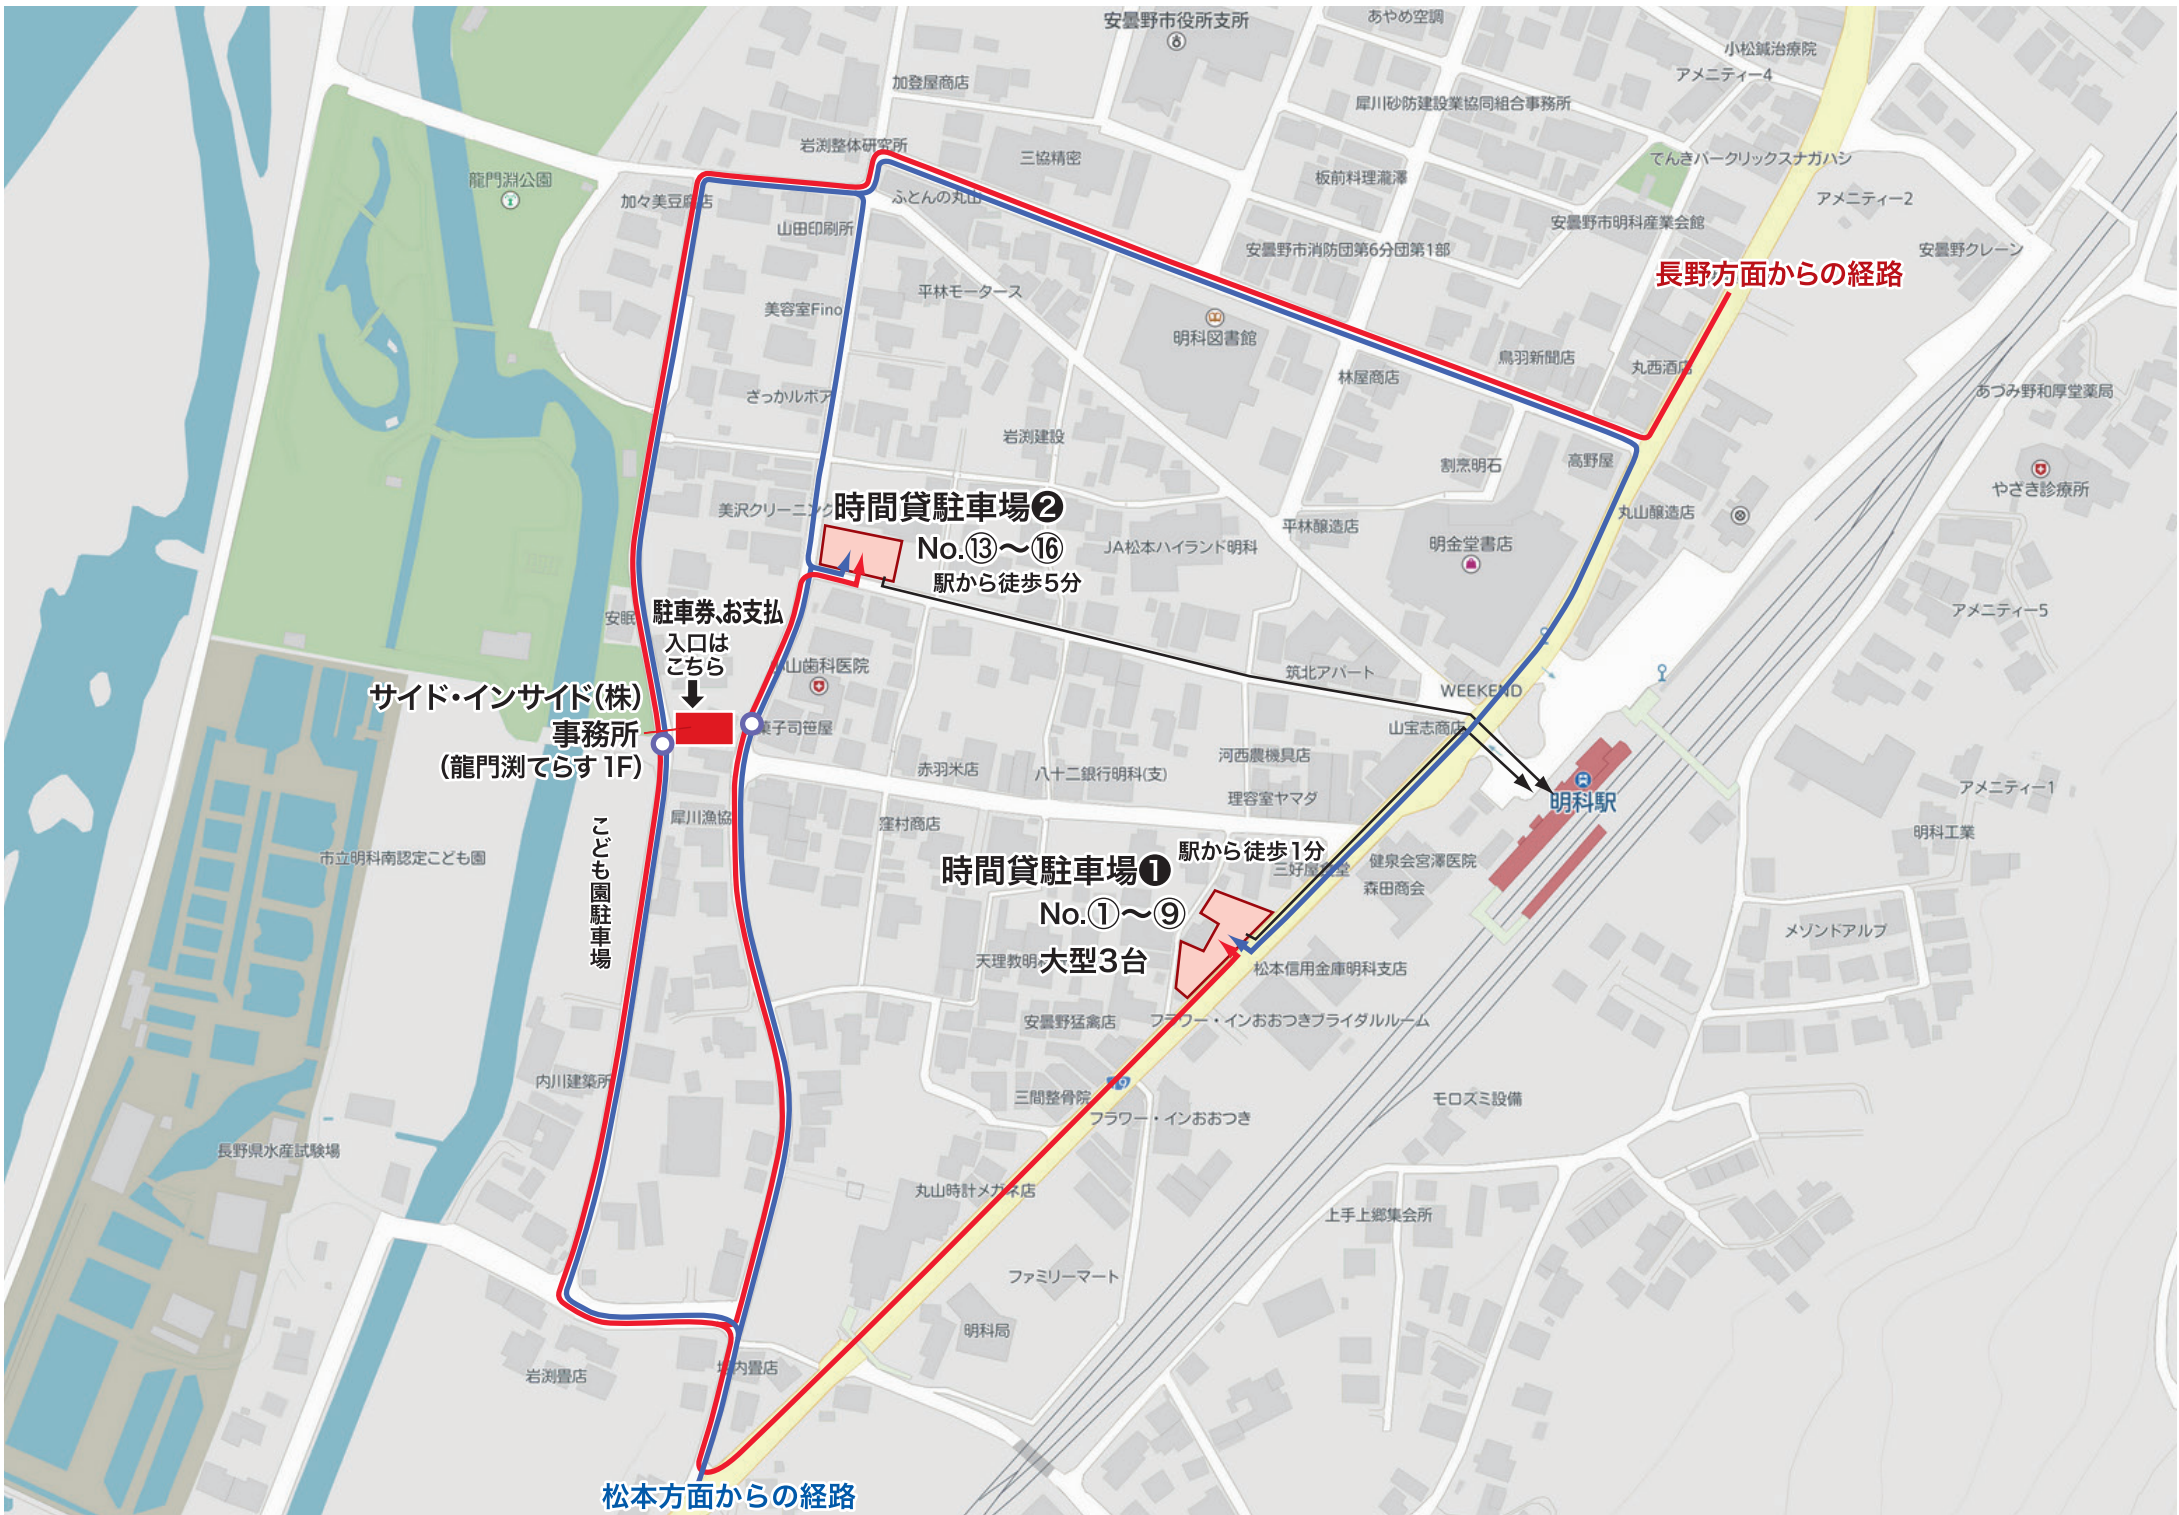 安曇野市役所支所
あやめ空調
小松鍼治療院
アメニティー4
加登屋商店
犀川砂防建設業協同組合事務所
岩渕整体研究所
三協精密
でんきパークリックスナガハシ
龍門淵公園
板前料理瀧澤
加々美豆腐店
ふとんの丸山
アメニティー2
山田印刷所
安曇野市明科産業会館
安曇野市消防団第6分団第1部
安曇野クレーン
長野方面からの経路
平林モータース
美容室Fino
明科図書館
鳥羽新聞店
丸西酒店
林屋商店
あづみ野和厚堂薬局
ざっかルボア
岩渕建設
割烹明石
高野屋
やさき診療所
美沢クリーニング
時間貸駐車場❷
丸山醸造店
平林醸造店
No.⑬～⑯
JA松本ハイランド明科
明金堂書店
駅から徒歩5分
安眠
駐車券、お支払
入口は
こちら
アメニティー5
小山歯科医院
筑北アパート
WEEKEND
サイド・インサイド(株)
事務所
(龍門渕てらす1F)
菓子司笹屋
山宝志商店
河西農機具店
赤羽米店
八十二銀行明科(支)
アメニティー1
理容室ヤマダ
明科駅
犀川漁協
窪村商店
明科工業
こども園駐車場
市立明科南認定こども園
駅から徒歩1分
時間貸駐車場❶
三好屋食堂
健泉会宮澤医院
森田商会
No.①～⑨
メゾンドアルプ
天理教明科
大型3台
松本信用金庫明科支店
安曇野猛禽店
フラワー・インおおつきブライダルルーム
内川建築所
三間整骨院
モロズミ設備
フラワー・インおおつき
長野県水産試験場
丸山時計メガネ店
上手上郷集会所
ファミリーマート
明科局
岩渕畳店
堀内畳店
松本方面からの経路